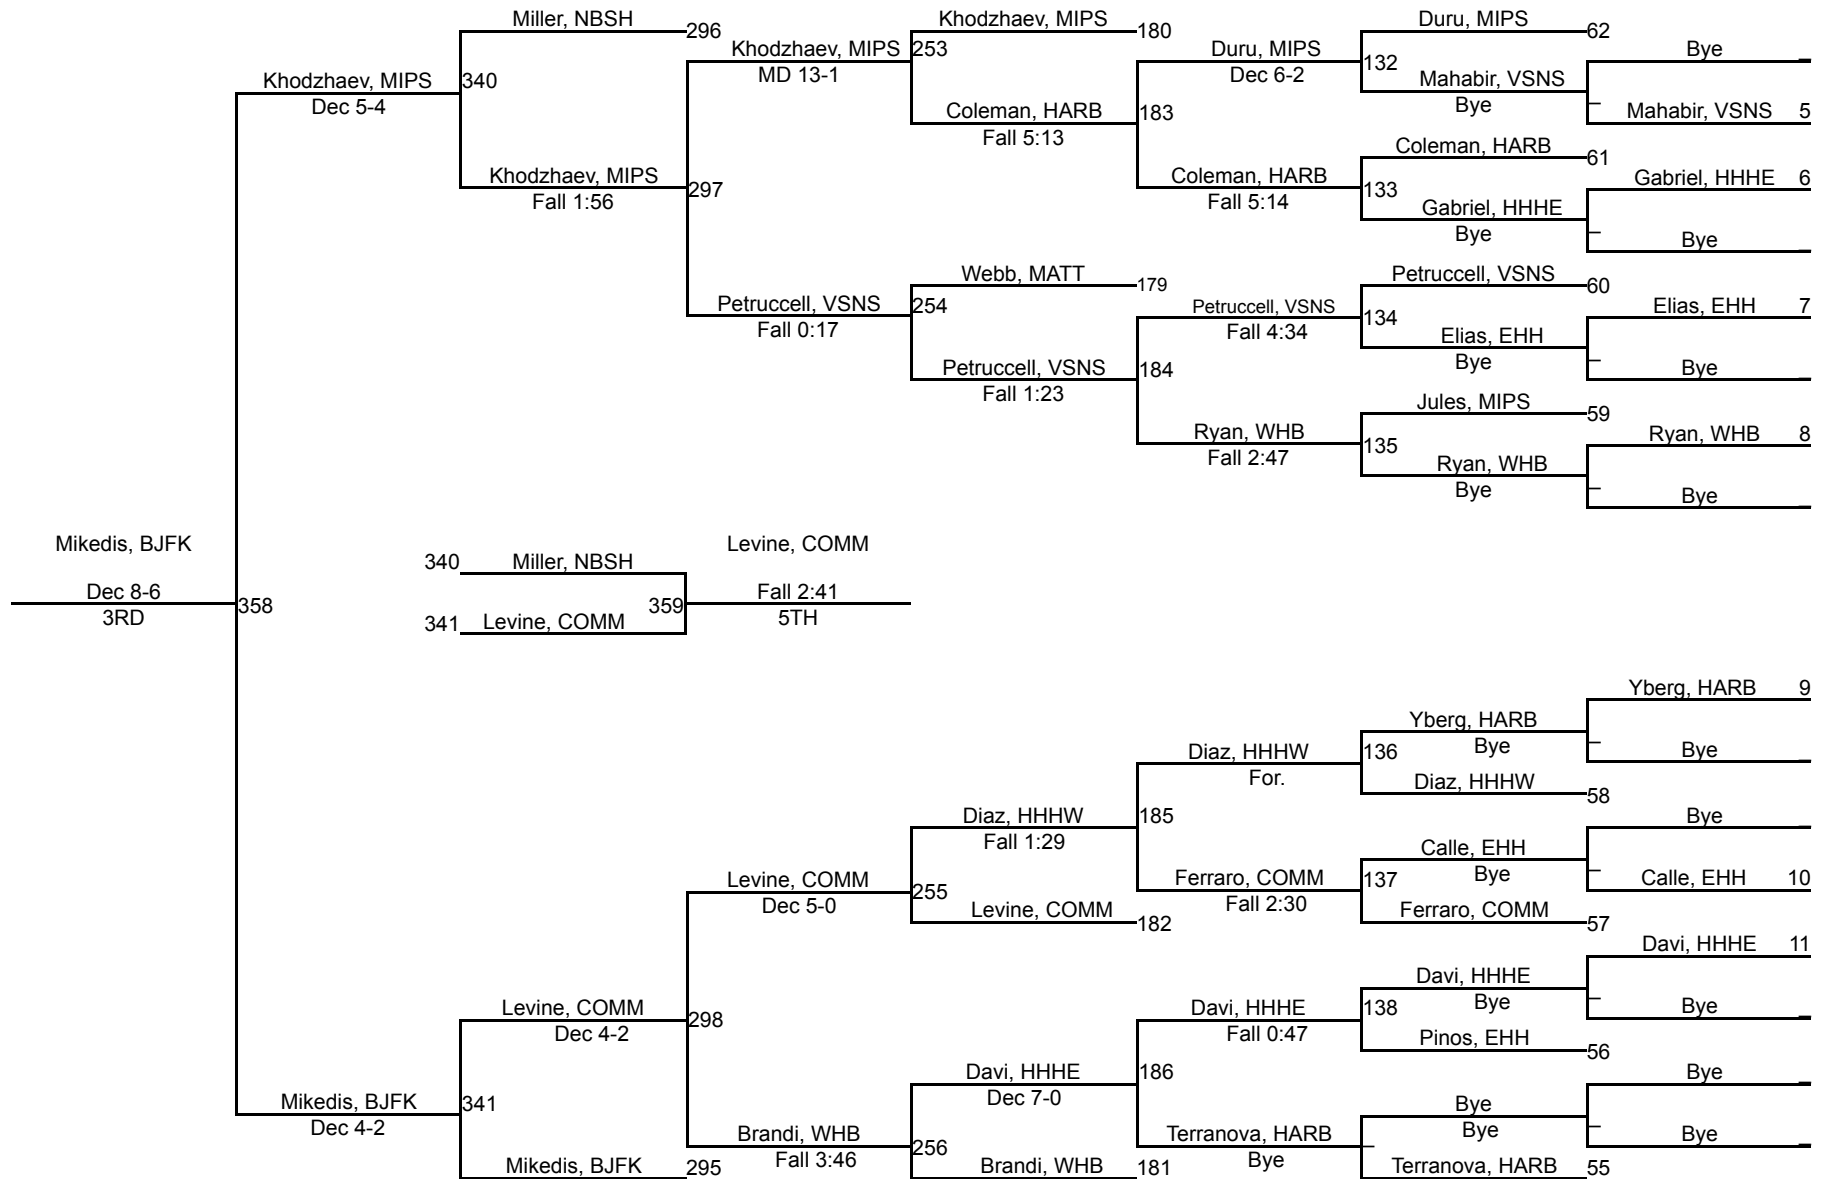 Miller, NBSH
296
Khodzhaev, MIPS
180
Duru, MIPS
62
Khodzhaev, MIPS
253
MD 13-1
Duru, MIPS
Dec 6-2
132
Bye
_
Khodzhaev, MIPS
340
Dec 5-4
Mahabir, VSNS
Bye
_
Coleman, HARB
183
Fall 5:13
Mahabir, VSNS 5
Coleman, HARB
61
Khodzhaev, MIPS
297
Fall 1:56
Coleman, HARB
133
Fall 5:14
Gabriel, HHHE 6
Gabriel, HHHE
Bye
_
Bye
_
Webb, MATT
179
Petruccell, VSNS
60
Petruccell, VSNS
254
Fall 0:17
Petruccell, VSNS
134
Fall 4:34
Elias, EHH 7
Elias, EHH
Bye
_
Petruccell, VSNS
184
Fall 1:23
Bye
_
Jules, MIPS
59
Ryan, WHB
135
Fall 2:47
Ryan, WHB 8
Ryan, WHB
Bye
_
Bye
_
Mikedis, BJFK
Dec 8-6
3RD
358
340
Miller, NBSH
341
Levine, COMM
359
Levine, COMM
Fall 2:41
5TH
Yberg, HARB 9
Yberg, HARB
Bye
_
Diaz, HHHW
136
For.
Bye
_
Diaz, HHHW
58
Diaz, HHHW
185
Fall 1:29
Bye
_
Calle, EHH
Bye
_
Levine, COMM
255
Dec 5-0
Ferraro, COMM
137
Fall 2:30
Calle, EHH 10
Levine, COMM
182
Ferraro, COMM
57
Davi, HHHE 11
Davi, HHHE
Bye
_
Levine, COMM
298
Dec 4-2
Davi, HHHE
138
Fall 0:47
Bye
_
Pinos, EHH
56
Davi, HHHE
186
Dec 7-0
Bye
_
Mikedis, BJFK
341
Dec 4-2
Bye
Bye
_
Brandi, WHB
256
Fall 3:46
Terranova, HARB
_
Bye
Bye
_
Mikedis, BJFK
295
Brandi, WHB
181
Terranova, HARB
55